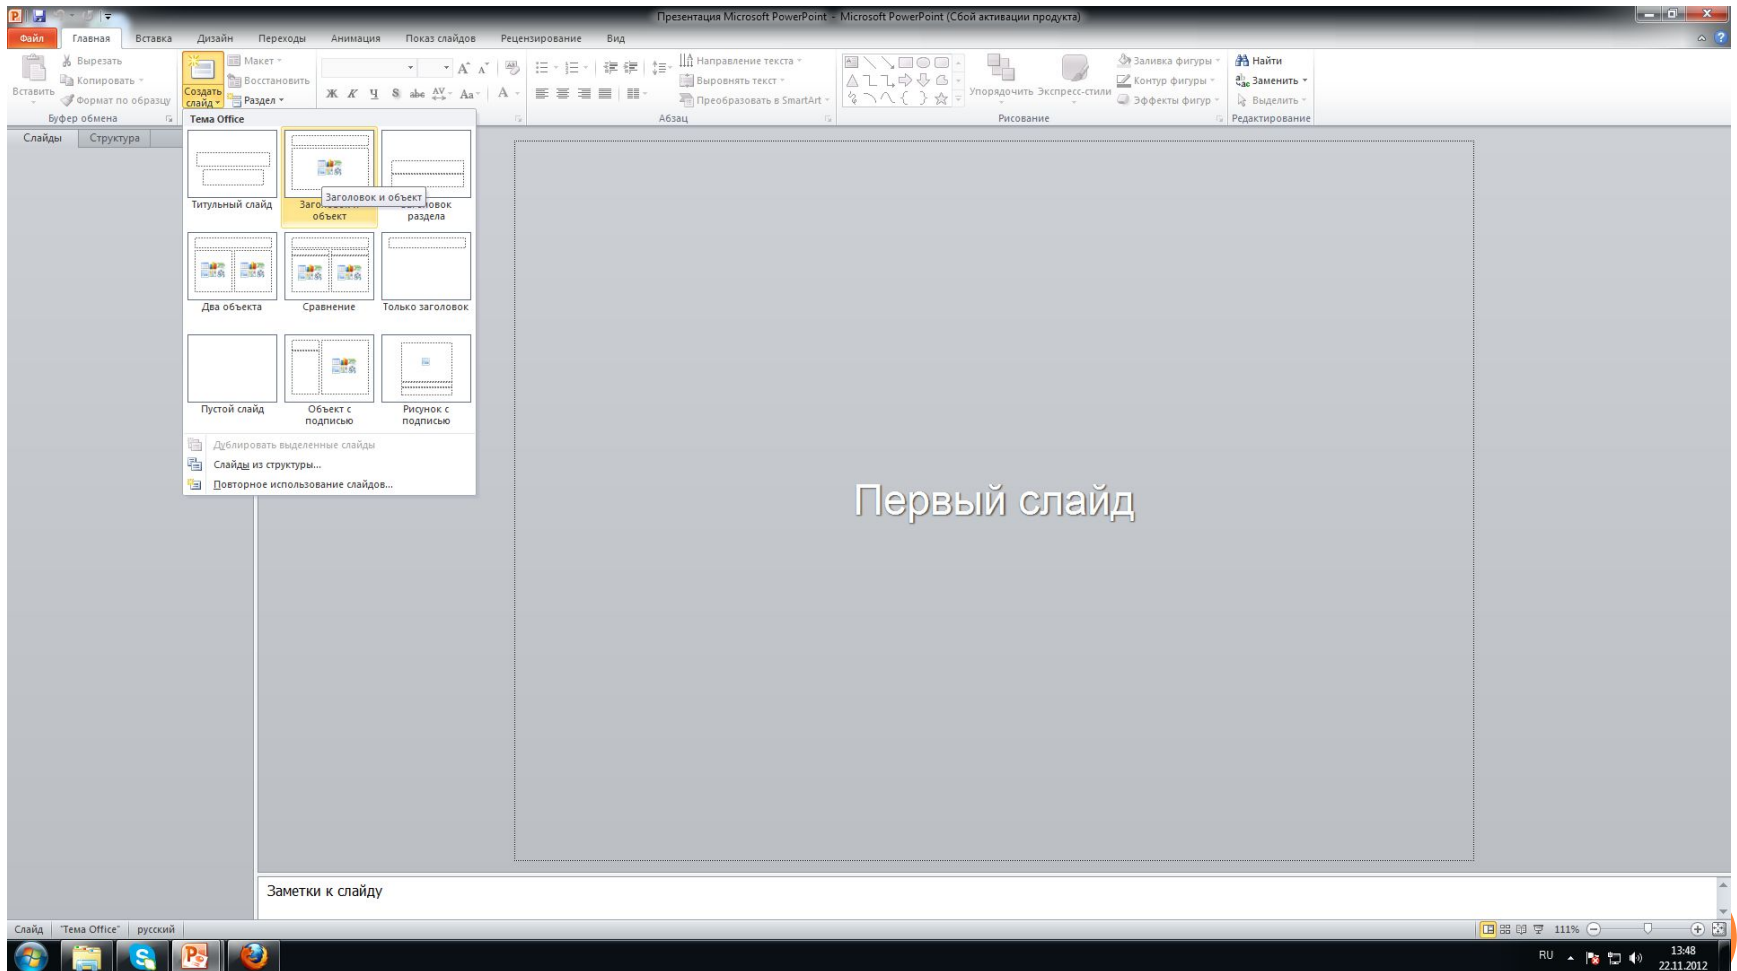 Презентация Microsoft PowerPoint - Microsoft PowerPoint (Сбой активации продукта)
Файл Главная Вставка Дизайн Переходы Анимация Показ слайдов Рецензирование Вид
Вставить
Вырезать
Копировать
Формат по образцу
Буфер обмена
Создать слайд
Макет
Восстановить
Раздел
Ж К Ч S abc AV Aa A
Направление текста
Выровнять текст
Преобразовать в SmartArt
Абзац
Упорядочить Экспресс-стили
Заливка фигуры
Контур фигуры
Эффекты фигур
Рисование
Найти
Заменить
Выделить
Редактирование
Слайды Структура
Тема Office
Титульный слайд
Заголовок и объект
объект
раздела
Два объекта
Сравнение
Только заголовок
Пустой слайд
Объект с подписью
Рисунок с подписью
Дублировать выделенные слайды
Слайды из структуры...
Повторное использование слайдов...
Первый слайд
Заметки к слайду
Слайд "Тема Office" русский
111%
RU
13:48
22.11.2012